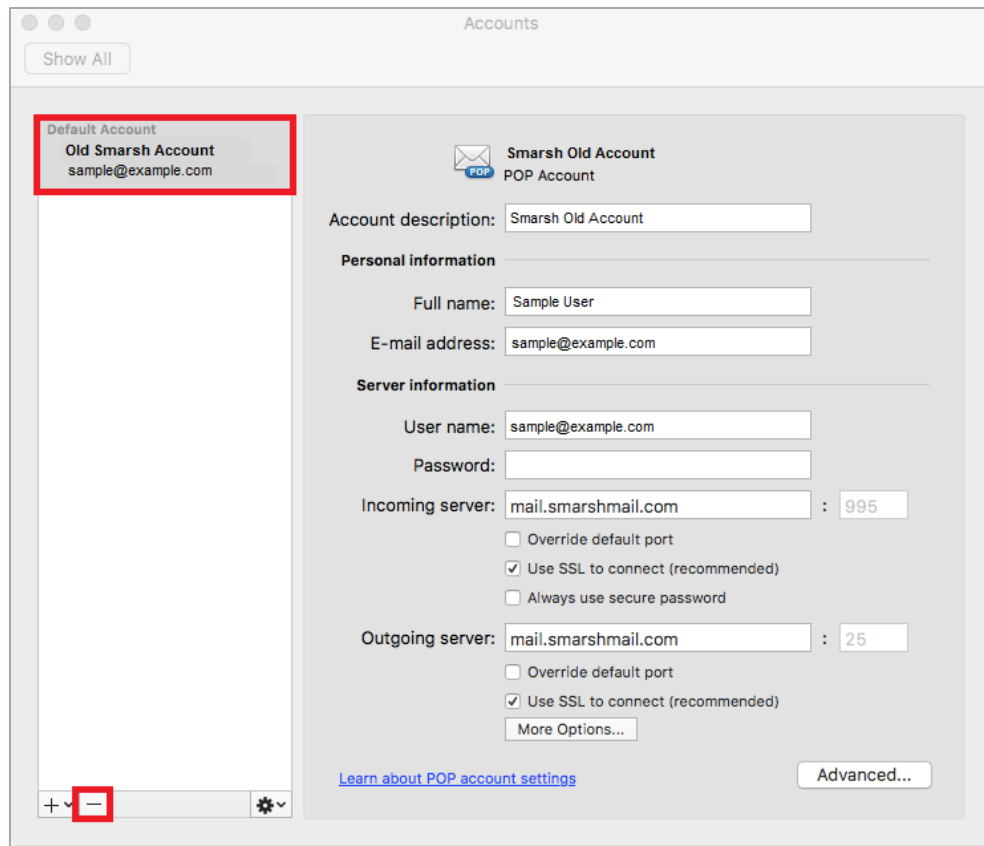 Accounts
Show All
Default Account
Old Smarsh Account
sample@example.com
POP
Smarsh Old Account
POP Account
Account description: Smarsh Old Account
Personal information
Full name: Sample User
E-mail address: sample@example.com
Server information
User name: sample@example.com
Password:
Incoming server: mail.smarshmail.com : 995
Override default port
Use SSL to connect (recommended)
Always use secure password
Outgoing server: mail.smarshmail.com : 25
Override default port
Use SSL to connect (recommended)
More Options...
Learn about POP account settings
Advanced...